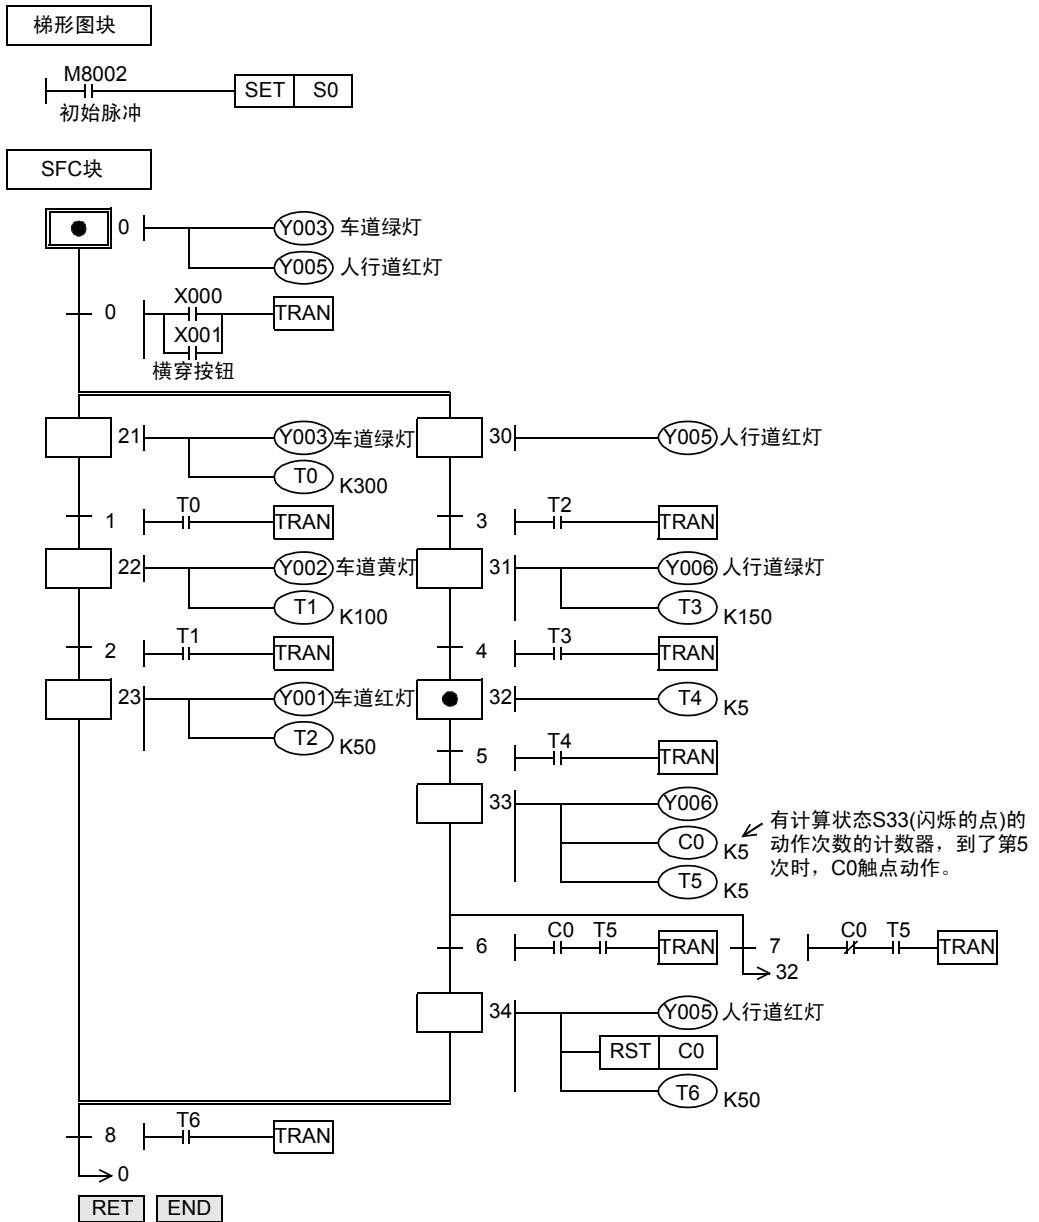 梯形图块
M8002
SET S0
初始脉冲
SFC块
0 Y003 车道绿灯
Y005 人行道红灯
0 X000 TRAN
X001
横穿按钮
21 Y003 车道绿灯 30 Y005 人行道红灯
T0 K300
1 T0 TRAN 3 T2 TRAN
22 Y002 车道黄灯 31 Y006 人行道绿灯
T1 K100 T3 K150
2 T1 TRAN 4 T3 TRAN
23 Y001 车道红灯 32 T4 K5
T2 K50
5 T4 TRAN
33 Y006
C0 K5
有计算状态S33(闪烁的点)的
动作次数的计数器，到了第5
次时，C0触点动作。
T5 K5
6 C0 T5 TRAN 7 C0 T5 TRAN
32
34 Y005 人行道红灯
RST C0
T6 K50
8 T6 TRAN
0
RET END